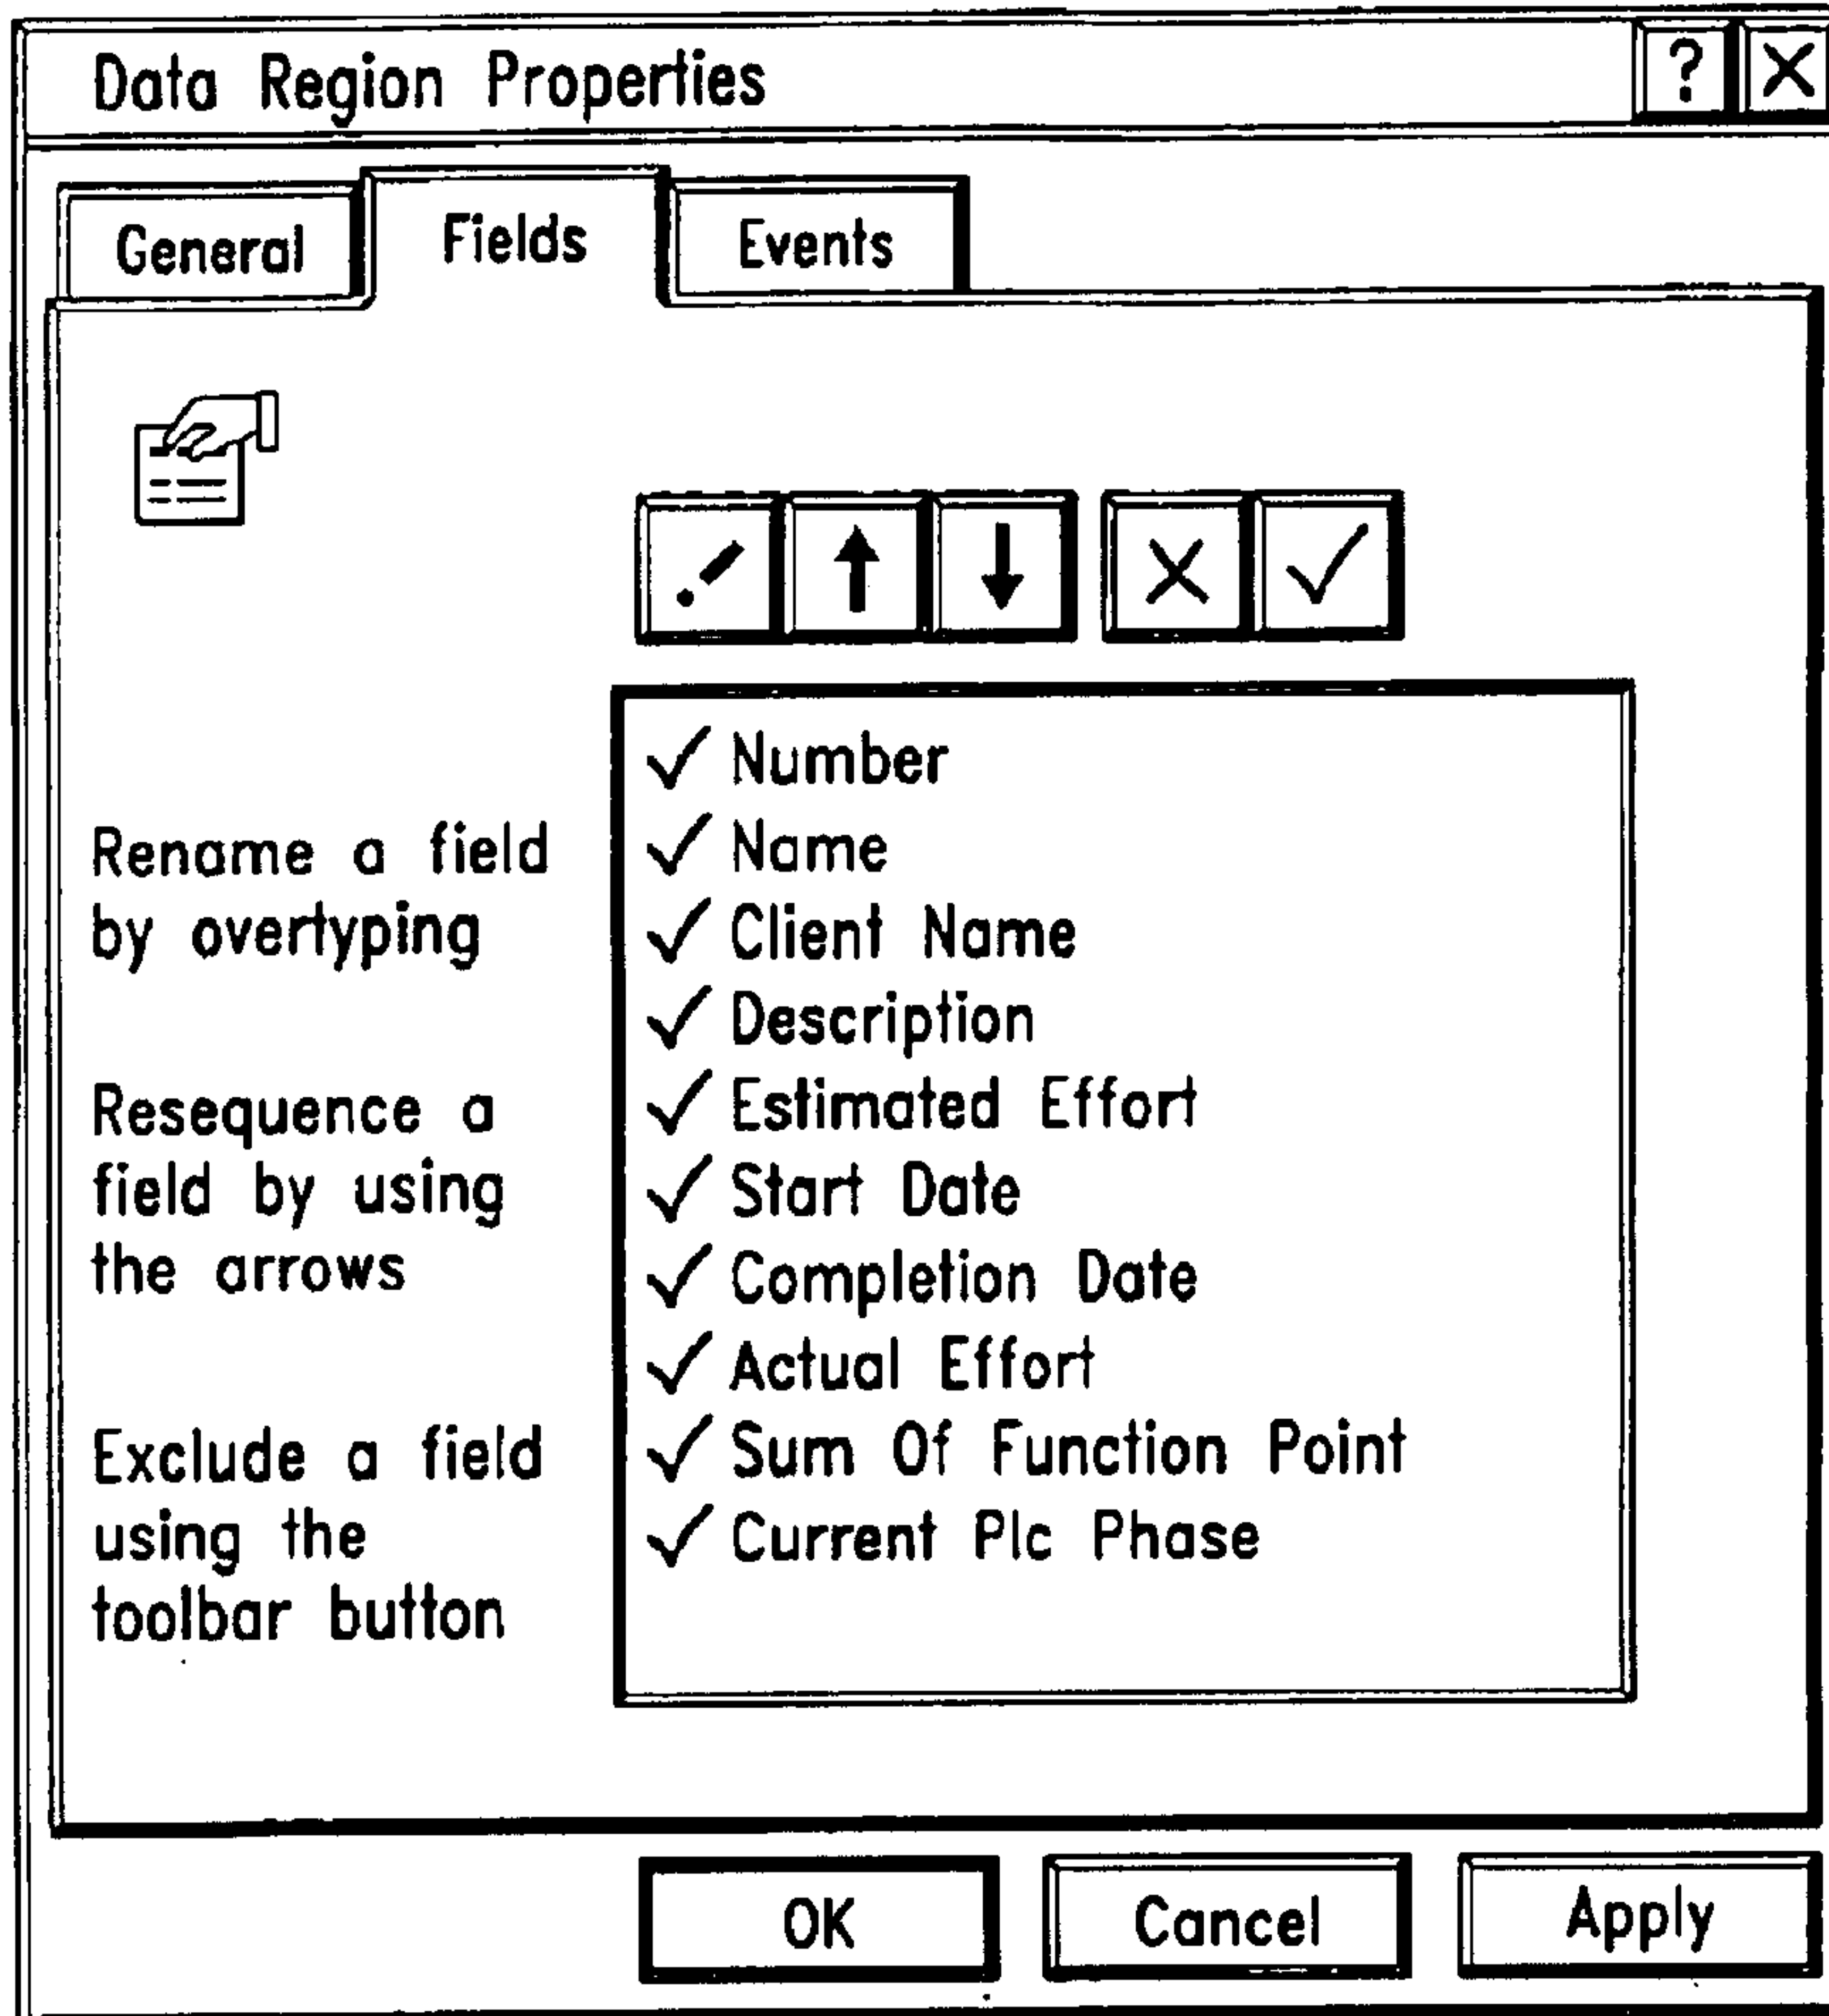 Data Region Properties ? X
General Fields Events
✓ Number
✓ Name
✓ Client Name
✓ Description
✓ Estimated Effort
✓ Start Date
✓ Completion Date
✓ Actual Effort
✓ Sum Of Function Point
✓ Current Plc Phase
Rename a field
by overtyping
Resequence a
field by using
the arrows
Exclude a field
using the
toolbar button
OK Cancel Apply